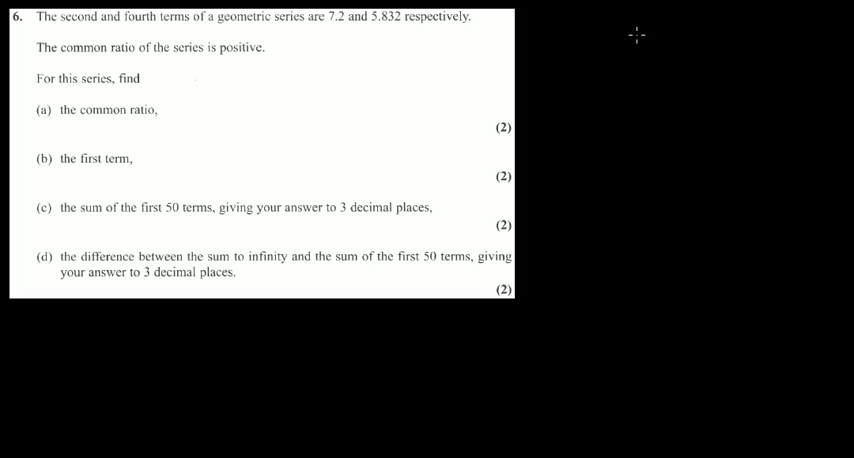 6. The second and fourth terms of a geometric series are 7.2 and 5.832 respectively.
The common ratio of the series is positive.
For this series, find
(a) the common ratio,
(2)
(b) the first term,
(2)
(c) the sum of the first 50 terms, giving your answer to 3 decimal places,
(2)
(d) the difference between the sum to infinity and the sum of the first 50 terms, giving
your answer to 3 decimal places.
(2)